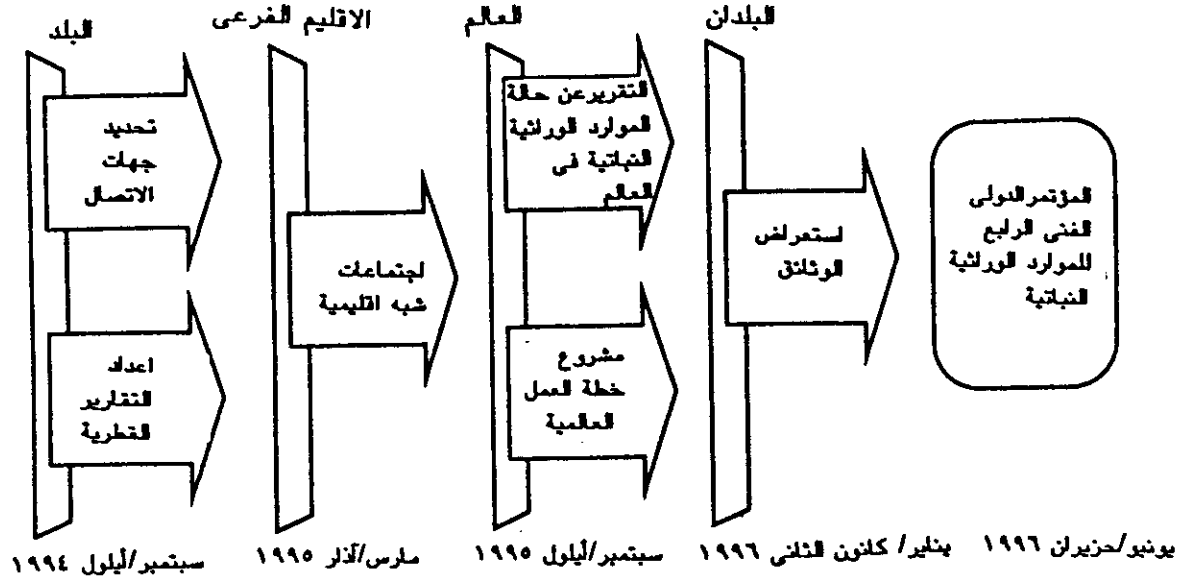 البلد
الاقليم الفرعى
العالم
البلدان
تحديد
جهات
الاتصال
اعداد
التقارير
القطرية
اجتماعات
شبه اقليمية
التقرير عن حالة
الموارد الوراثية
النباتية فى
العالم
مشروع
خطة العمل
العالمية
استعراض
الوثائق
المؤتمر الدولى
الفنى الرابع
للموارد الوراثية
النباتية
سبتمبر/أيلول ١٩٩٤
مارس/آذار ١٩٩٥
سبتمبر/أيلول ١٩٩٥
يناير/ كانون الثانى ١٩٩٦
يونيو/حزيران ١٩٩٦